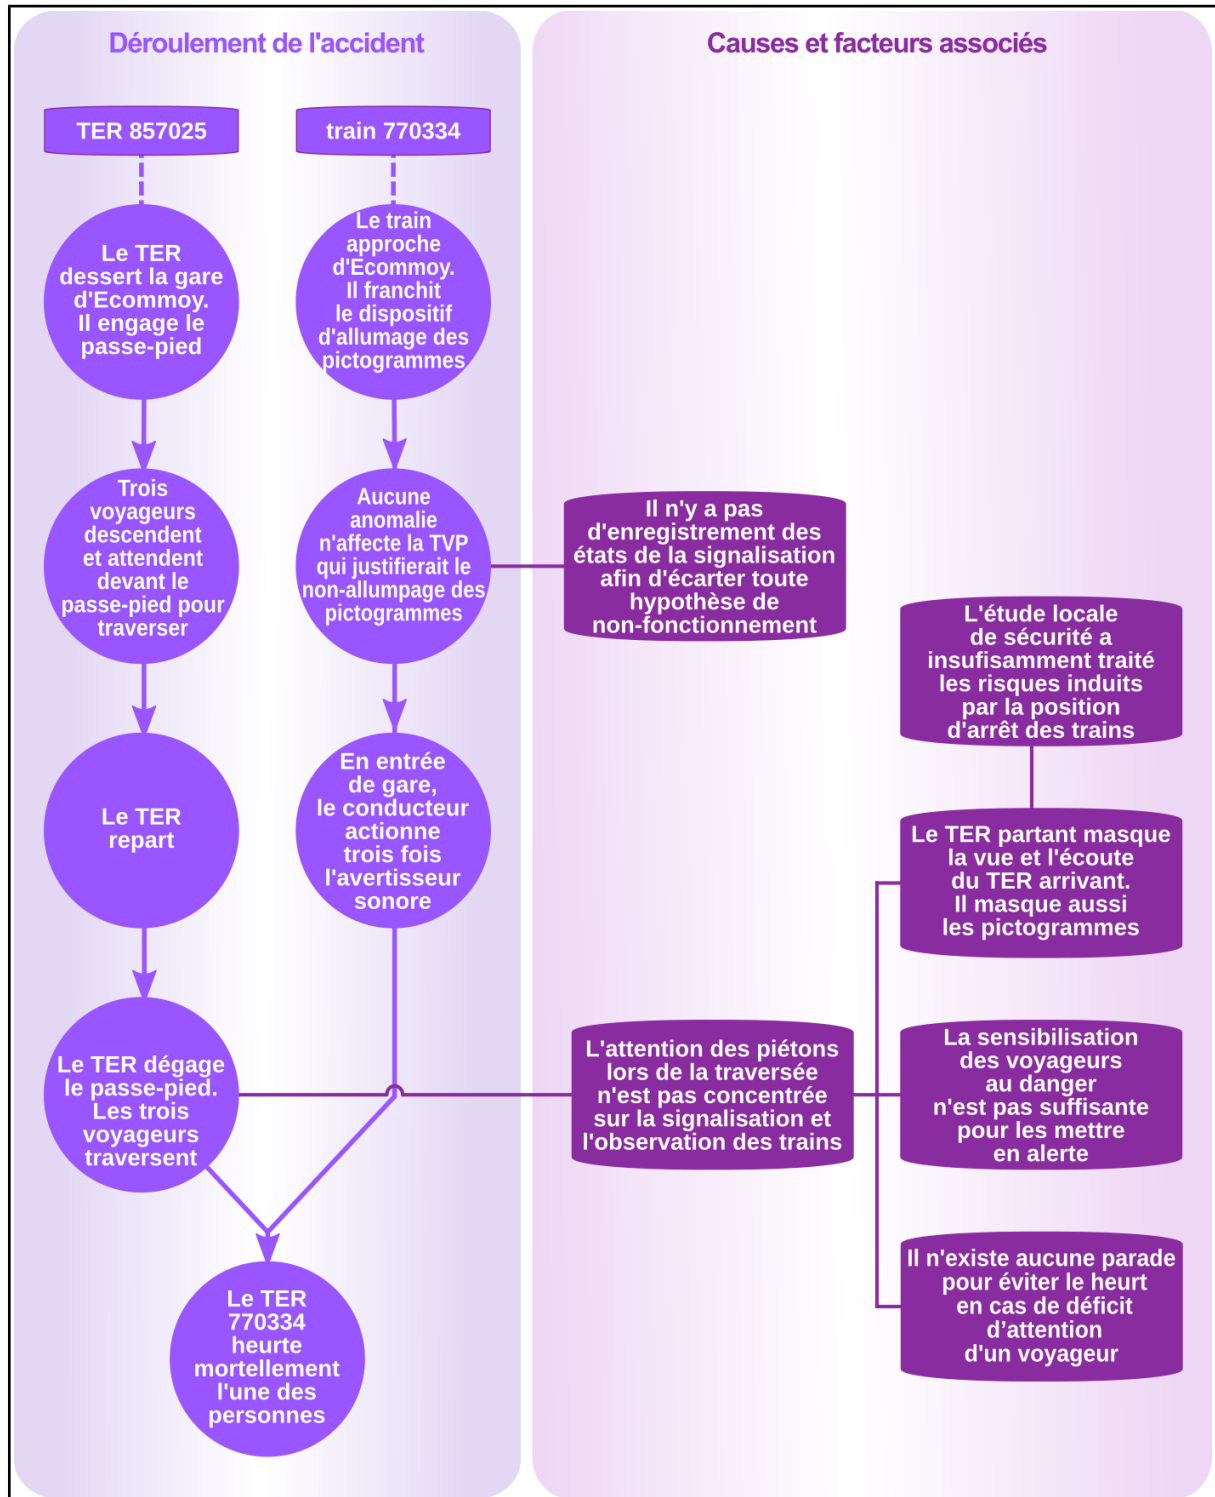 Déroulement de l'accident
Causes et facteurs associés
TER 857025
train 770334
Le TER
dessert la gare
d'Ecommoy.
Il engage le
passe-pied
Le train
approche
d'Ecommoy.
Il franchit
le dispositif
d'allumage des
pictogrammes
Trois
voyageurs
descendent
et attendent
devant le
passe-pied pour
traverser
Aucune
anomalie
n'affecte la TVP
qui justifierait le
non-allumpage des
pictogrammes
Il n'y a pas
d'enregistrement des
états de la signalisation
afin d'écarter toute
hypothèse de
non-fonctionnement
L'étude locale
de sécurité a
insufisamment traité
les risques induits
par la position
d'arrêt des trains
Le TER
repart
En entrée
de gare,
le conducteur
actionne
trois fois
l'avertisseur
sonore
Le TER partant masque
la vue et l'écoute
du TER arrivant.
Il masque aussi
les pictogrammes
Le TER dégage
le passe-pied.
Les trois
voyageurs
traversent
L'attention des piétons
lors de la traversée
n'est pas concentrée
sur la signalisation et
l'observation des trains
La sensibilisation
des voyageurs
au danger
n'est pas suffisante
pour les mettre
en alerte
Il n'existe aucune parade
pour éviter le heurt
en cas de déficit
d’attention
d'un voyageur
Le TER
770334
heurte
mortellement
l'une des
personnes